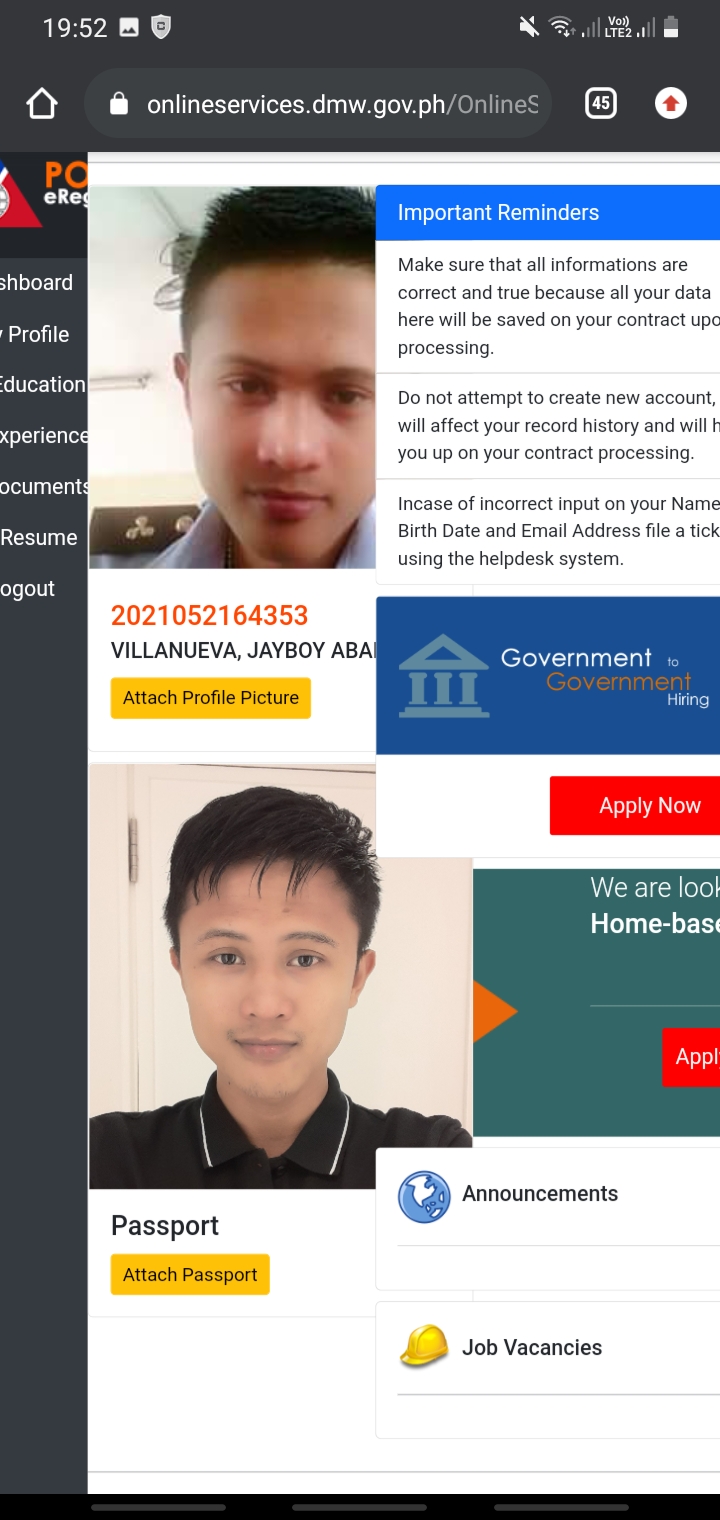 19:52
Vo))
LTE2
onlineservices.dmw.gov.ph/OnlineS
45
PO
eReg
shboard
y Profile
Education
xperience
ocuments
Resume
ogout
2021052164353
VILLANUEVA, JAYBOY ABA
Attach Profile Picture
Passport
Attach Passport
Important Reminders
Make sure that all informations are
correct and true because all your data
here will be saved on your contract upo
processing.
Do not attempt to create new account,
will affect your record history and will h
you up on your contract processing.
Incase of incorrect input on your Name
Birth Date and Email Address file a tick
using the helpdesk system.
Government to
Government
Hiring
Apply Now
We are look
Home-base
Apply
Announcements
Job Vacancies